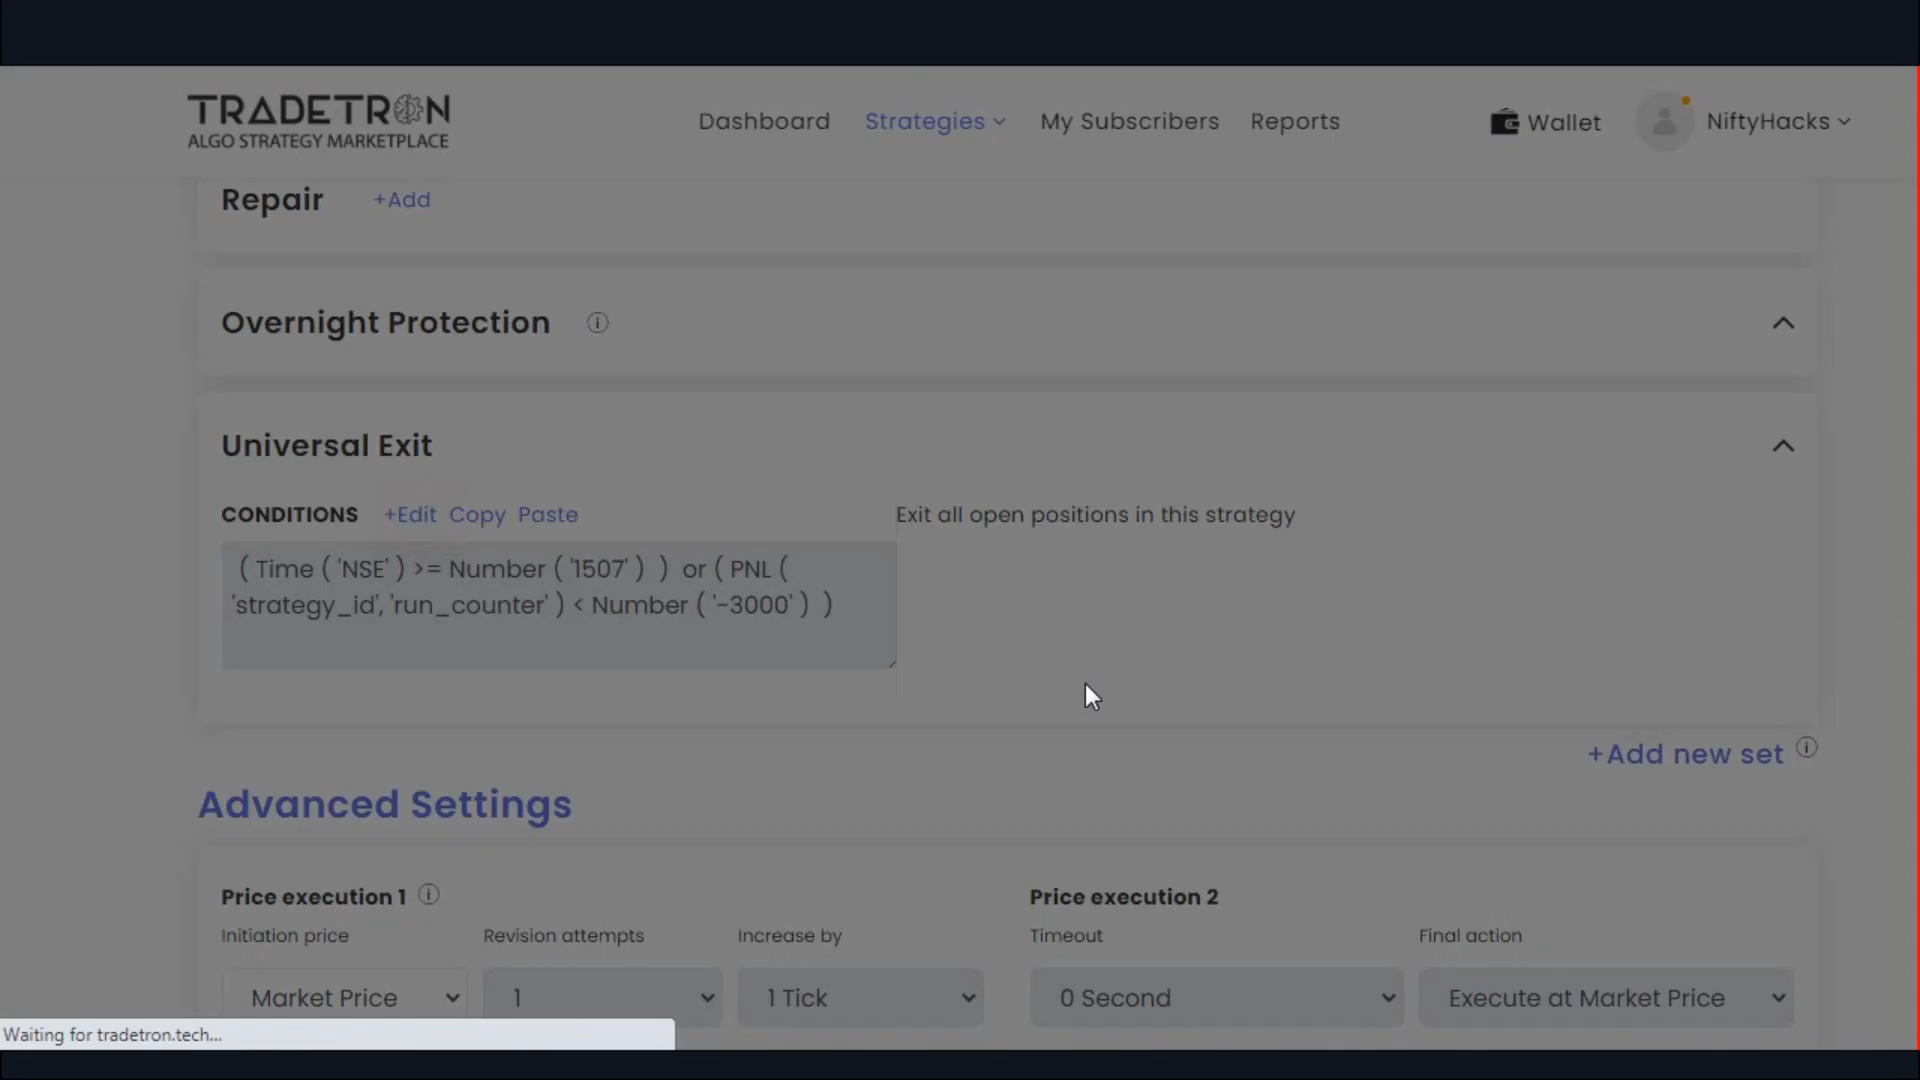 TRADETRON
ALGO STRATEGY MARKETPLACE
Dashboard
Strategies
My Subscribers
Reports
Wallet
NiftyHacks
Repair
+Add
Overnight Protection
Universal Exit
CONDITIONS +Edit Copy Paste
Exit all open positions in this strategy
( Time ( 'NSE' ) >= Number ( '1507' ) ) or ( PNL (
'strategy_id', 'run_counter' ) < Number ( '-3000' ) )
+Add new set
Advanced Settings
Price execution 1
Price execution 2
Initiation price
Revision attempts
Increase by
Timeout
Final action
Market Price
1
1 Tick
0 Second
Execute at Market Price
Waiting for tradetron.tech...